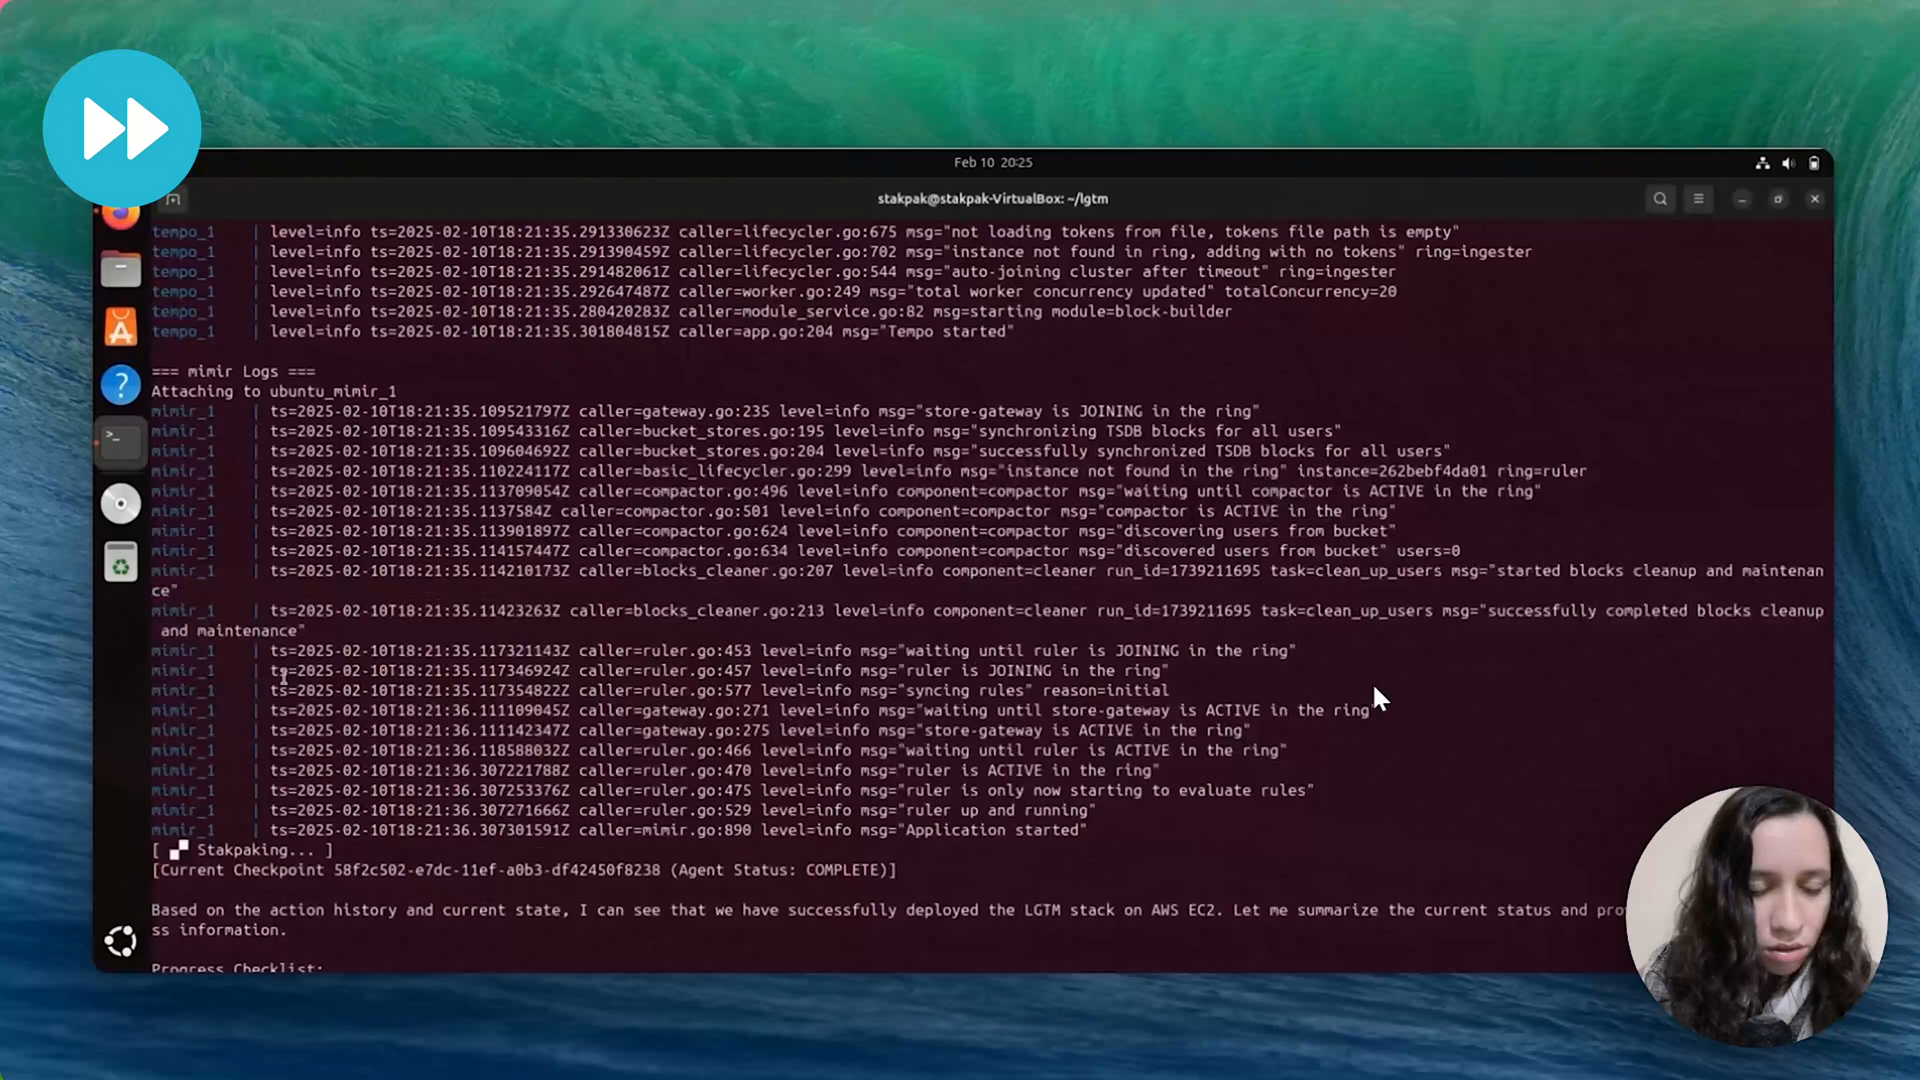 Feb 10 20:25
stakpak@stakpak-VirtualBox: ~/lgtm
tempo_1 | level=info ts=2025-02-10T18:21:35.291330623Z caller=lifecycler.go:675 msg="not loading tokens from file, tokens file path is empty"
tempo_1 | level=info ts=2025-02-10T18:21:35.291390459Z caller=lifecycler.go:702 msg="instance not found in ring, adding with no tokens" ring=ingester
tempo_1 | level=info ts=2025-02-10T18:21:35.291482061Z caller=lifecycler.go:544 msg="auto-joining cluster after timeout" ring=ingester
tempo_1 | level=info ts=2025-02-10T18:21:35.292647487Z caller=worker.go:249 msg="total worker concurrency updated" totalConcurrency=20
tempo_1 | level=info ts=2025-02-10T18:21:35.280420283Z caller=module_service.go:82 msg=starting module=block-builder
tempo_1 | level=info ts=2025-02-10T18:21:35.301804815Z caller=app.go:204 msg="Tempo started"
=== mimir Logs ===
Attaching to ubuntu_mimir_1
mimir_1 | ts=2025-02-10T18:21:35.109521797Z caller=gateway.go:235 level=info msg="store-gateway is JOINING in the ring"
mimir_1 | ts=2025-02-10T18:21:35.109543316Z caller=bucket_stores.go:195 level=info msg="synchronizing TSDB blocks for all users"
mimir_1 | ts=2025-02-10T18:21:35.109604692Z caller=bucket_stores.go:204 level=info msg="successfully synchronized TSDB blocks for all users"
mimir_1 | ts=2025-02-10T18:21:35.110224117Z caller=basic_lifecycler.go:299 level=info msg="instance not found in the ring" instance=262bebf4da01 ring=ruler
mimir_1 | ts=2025-02-10T18:21:35.113709054Z caller=compactor.go:496 level=info component=compactor msg="waiting until compactor is ACTIVE in the ring"
mimir_1 | ts=2025-02-10T18:21:35.1137584Z caller=compactor.go:501 level=info component=compactor msg="compactor is ACTIVE in the ring"
mimir_1 | ts=2025-02-10T18:21:35.113901897Z caller=compactor.go:624 level=info component=compactor msg="discovering users from bucket"
mimir_1 | ts=2025-02-10T18:21:35.114157447Z caller=compactor.go:634 level=info component=compactor msg="discovered users from bucket" users=0
mimir_1 | ts=2025-02-10T18:21:35.114210173Z caller=blocks_cleaner.go:207 level=info component=cleaner run_id=1739211695 task=clean_up_users msg="started blocks cleanup and maintenan
ce"
mimir_1 | ts=2025-02-10T18:21:35.11423263Z caller=blocks_cleaner.go:213 level=info component=cleaner run_id=1739211695 task=clean_up_users msg="successfully completed blocks cleanup
and maintenance"
mimir_1 | ts=2025-02-10T18:21:35.117321143Z caller=ruler.go:453 level=info msg="waiting until ruler is JOINING in the ring"
mimir_1 | ts=2025-02-10T18:21:35.117346924Z caller=ruler.go:457 level=info msg="ruler is JOINING in the ring"
mimir_1 | ts=2025-02-10T18:21:35.117354822Z caller=ruler.go:577 level=info msg="syncing rules" reason=initial
mimir_1 | ts=2025-02-10T18:21:36.111109045Z caller=gateway.go:271 level=info msg="waiting until store-gateway is ACTIVE in the ring"
mimir_1 | ts=2025-02-10T18:21:36.111142347Z caller=gateway.go:275 level=info msg="store-gateway is ACTIVE in the ring"
mimir_1 | ts=2025-02-10T18:21:36.118588032Z caller=ruler.go:466 level=info msg="waiting until ruler is ACTIVE in the ring"
mimir_1 | ts=2025-02-10T18:21:36.307221788Z caller=ruler.go:470 level=info msg="ruler is ACTIVE in the ring"
mimir_1 | ts=2025-02-10T18:21:36.307253376Z caller=ruler.go:475 level=info msg="ruler is only now starting to evaluate rules"
mimir_1 | ts=2025-02-10T18:21:36.307271666Z caller=ruler.go:529 level=info msg="ruler up and running"
mimir_1 | ts=2025-02-10T18:21:36.307301591Z caller=mimir.go:890 level=info msg="Application started"
[ Stakpaking... ]
[Current Checkpoint 58f2c502-e7dc-11ef-a0b3-df42450f8238 (Agent Status: COMPLETE)]
Based on the action history and current state, I can see that we have successfully deployed the LGTM stack on AWS EC2. Let me summarize the current status and pro
ss information.
Progress Checklist: